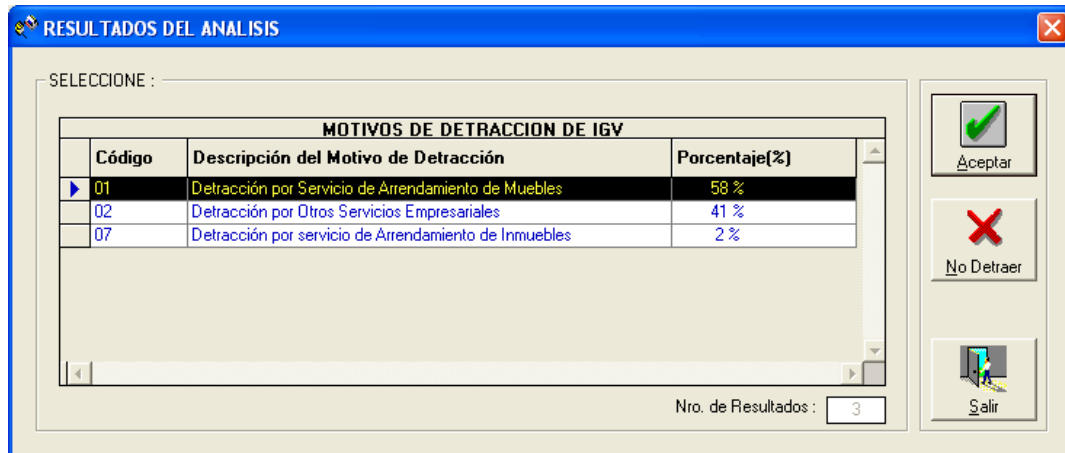 RESULTADOS DEL ANALISIS
SELECCIONE :
MOTIVOS DE DETRACCION DE IGV
Código Descripción del Motivo de Detracción Porcentaje(%)
01 Detracción por Servicio de Arrendamiento de Muebles 58 %
02 Detracción por Otros Servicios Empresariales 41 %
07 Detracción por servicio de Arrendamiento de Inmuebles 2 %
Nro. de Resultados : 3
Aceptar
No Detraer
Salir